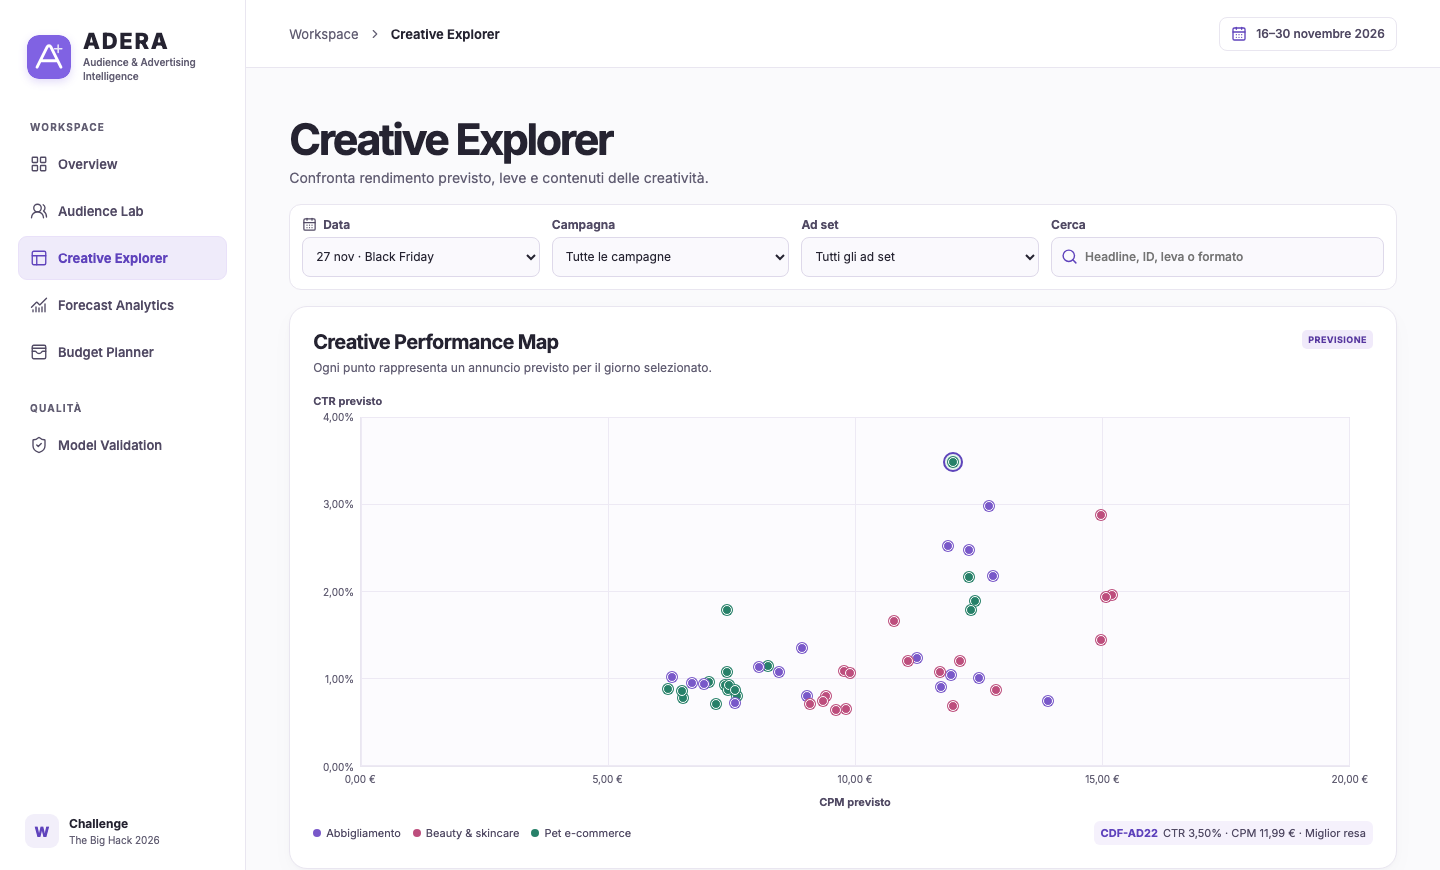 ADERA
Audience & Advertising
Intelligence
WORKSPACE
Overview
Audience Lab
Creative Explorer
Forecast Analytics
Budget Planner
QUALITÀ
Model Validation
W
Challenge
The Big Hack 2026
Workspace > Creative Explorer
16–30 novembre 2026
Creative Explorer
Confronta rendimento previsto, leve e contenuti delle creatività.
Data
27 nov · Black Friday
Campagna
Tutte le campagne
Ad set
Tutti gli ad set
Cerca
Headline, ID, leva o formato
Creative Performance Map
PREVISIONE
Ogni punto rappresenta un annuncio previsto per il giorno selezionato.
CTR previsto
4,00%
3,00%
2,00%
1,00%
0,00%
0,00 €
5,00 €
10,00 €
15,00 €
20,00 €
CPM previsto
Abbigliamento
Beauty & skincare
Pet e-commerce
CDF-AD22 CTR 3,50% · CPM 11,99 € · Miglior resa